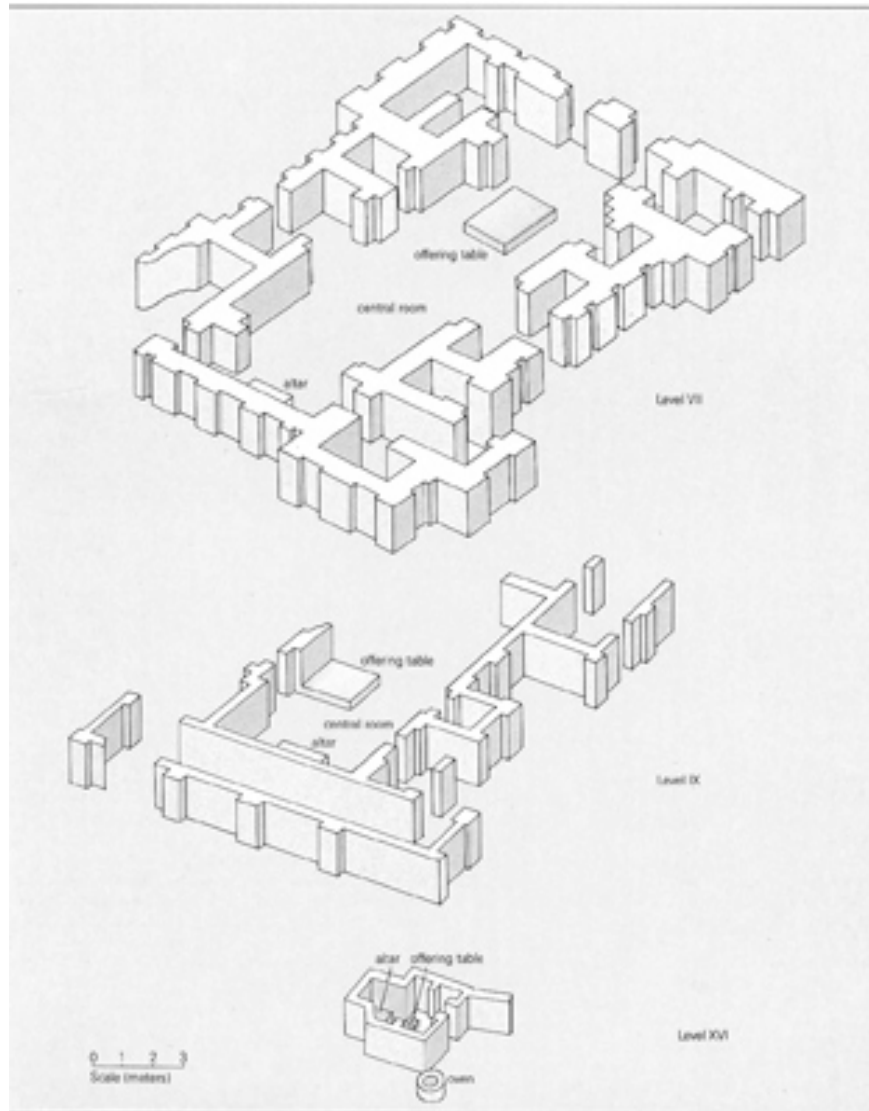 offering table
central room
altar
Level VII
offering table
central room
altar
Level IX
altar offering table
Level XVI
0 1 2 3
Scale (meters)
oven